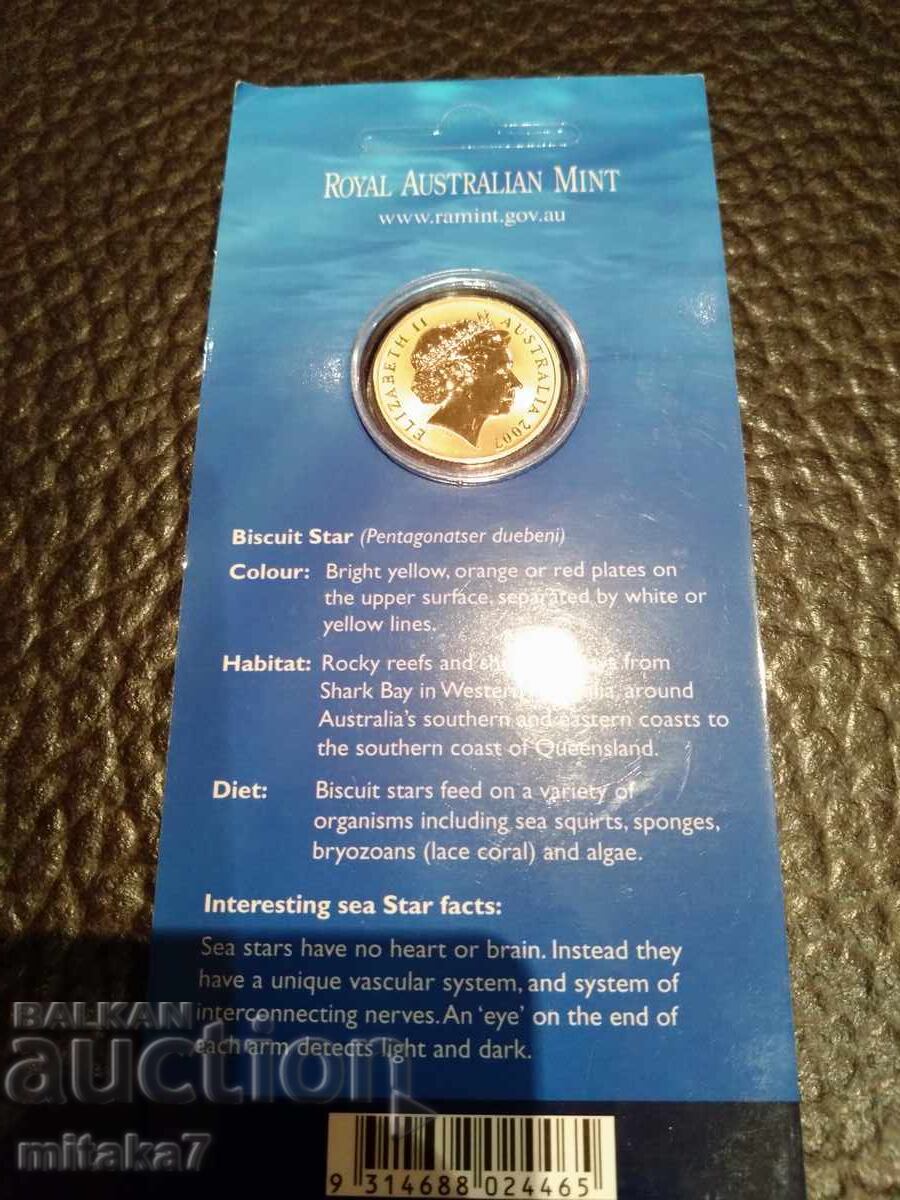 ROYAL AUSTRALIAN MINT
www.ramint.gov.au
ELIZABETH II AUSTRALIA 2007
Biscuit Star (Pentagonatser duebeni)
Colour: Bright yellow, orange or red plates on
the upper surface, separated by white or
yellow lines.
Habitat: Rocky reefs and from
Shark Bay in Western around
Australia's southern and eastern coasts to
the southern coast of Queensland.
Diet: Biscuit stars feed on a variety of
organisms including sea squirts, sponges,
bryozoans (lace coral) and algae.
Interesting sea Star facts:
Sea stars have no heart or brain. Instead they
have a unique vascular system, and system of
interconnecting nerves. An 'eye' on the end of
each arm detects light and dark.
BALKAN
auction
mitaka7
9 314688 024465